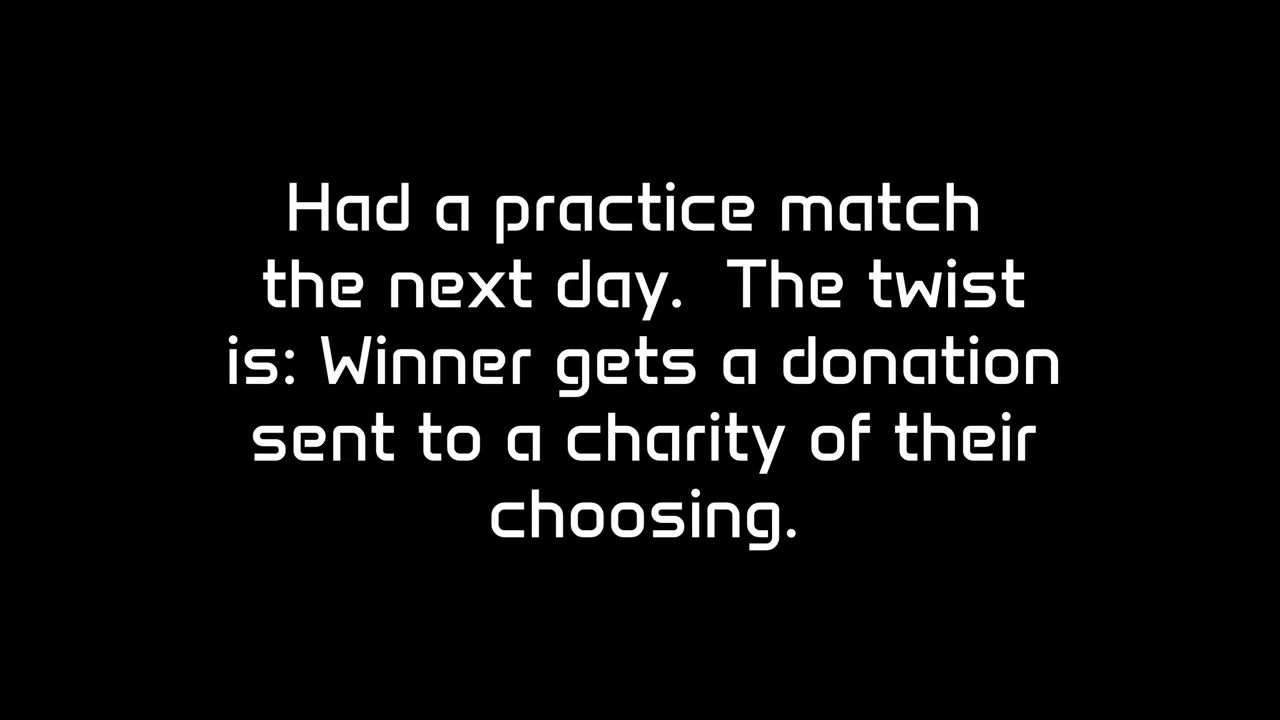 Had a practice match
the next day.  The twist
is: Winner gets a donation
sent to a charity of their
choosing.